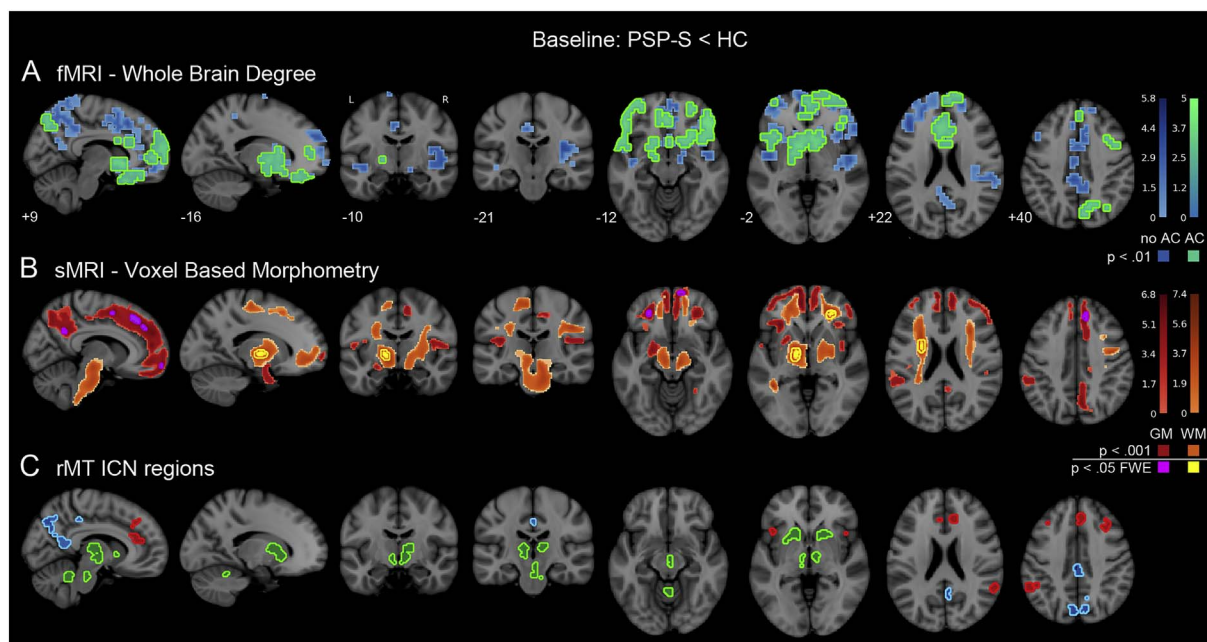 Baseline: PSP-S < HC
A fMRI - Whole Brain Degree
L R
5.8 5
4.4 3.7
2.9 2.5
1.5 1.2
0 0
+9 -16 -10 -21 -12 -2 +22 +40
no AC AC
p < .01
B sMRI - Voxel Based Morphometry
6.8 7.4
5.1 5.6
3.4 3.7
1.7 1.9
0 0
GM WM
p < .001
p < .05 FWE
C rMT ICN regions